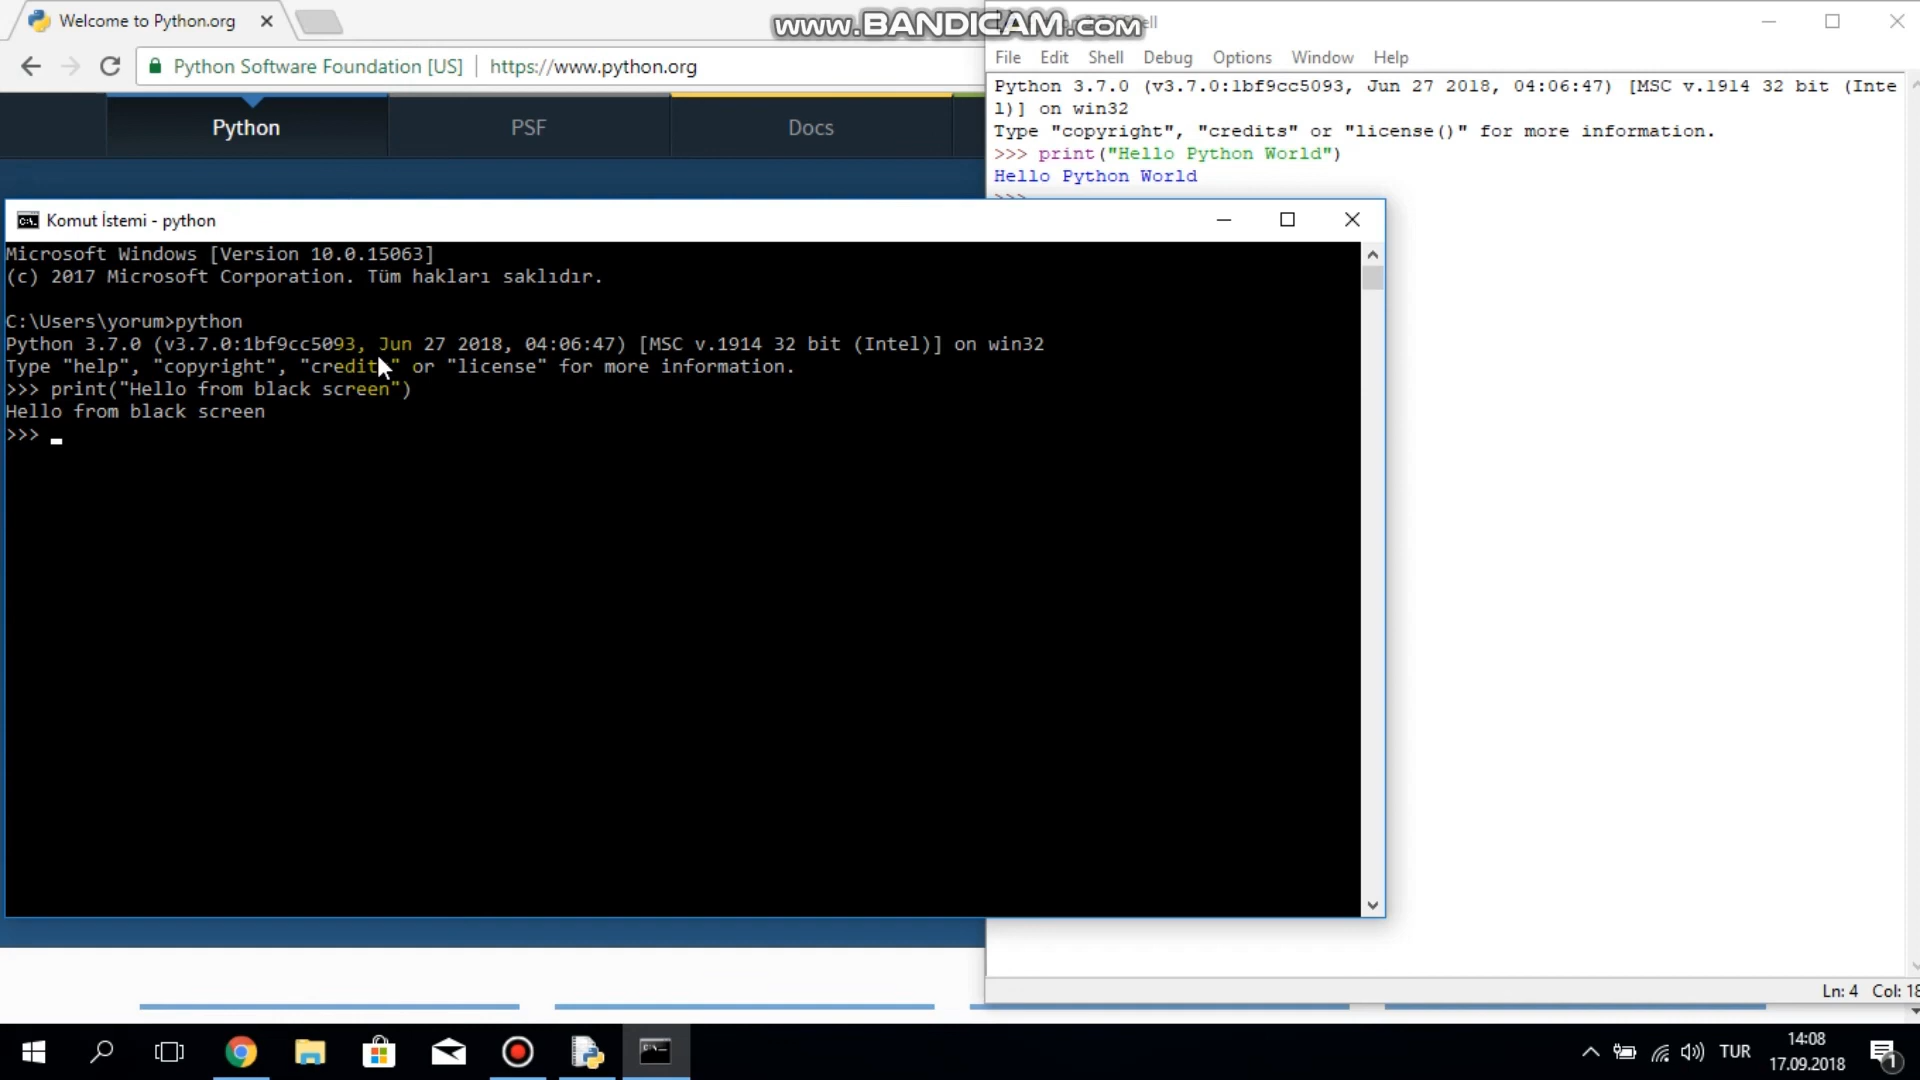 Welcome to Python.org
www.BANDICAM.com
Python Software Foundation [US]
https://www.python.org
Python
PSF
Docs
File Edit Shell Debug Options Window Help
Python 3.7.0 (v3.7.0:1bf9cc5093, Jun 27 2018, 04:06:47) [MSC v.1914 32 bit (Inte
l)] on win32
Type "copyright", "credits" or "license()" for more information.
>>> print("Hello Python World")
Hello Python World
>>>
Komut İstemi - python
Microsoft Windows [Version 10.0.15063]
(c) 2017 Microsoft Corporation. Tüm hakları saklıdır.
C:\Users\yorum>python
Python 3.7.0 (v3.7.0:1bf9cc5093, Jun 27 2018, 04:06:47) [MSC v.1914 32 bit (Intel)] on win32
Type "help", "copyright", "credits" or "license" for more information.
>>> print("Hello from black screen")
Hello from black screen
>>>
Ln: 4 Col: 18
TUR
14:08
17.09.2018
1